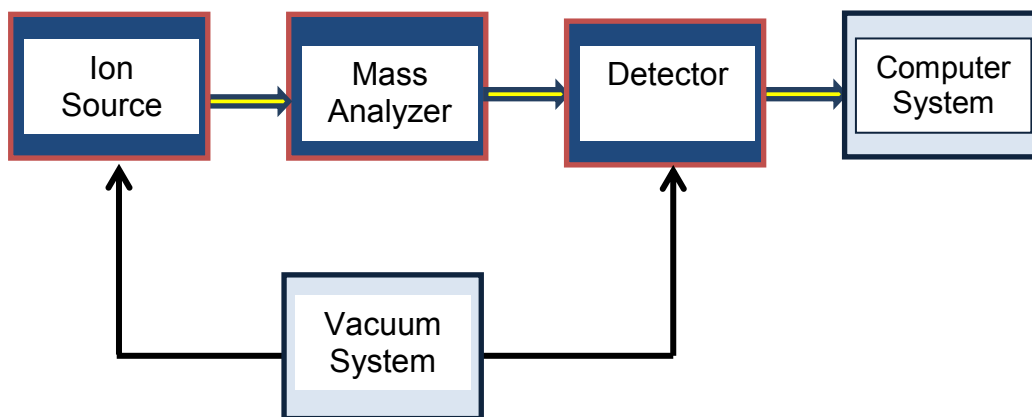 Ion
Source
Mass
Analyzer
Detector
Computer
System
Vacuum
System